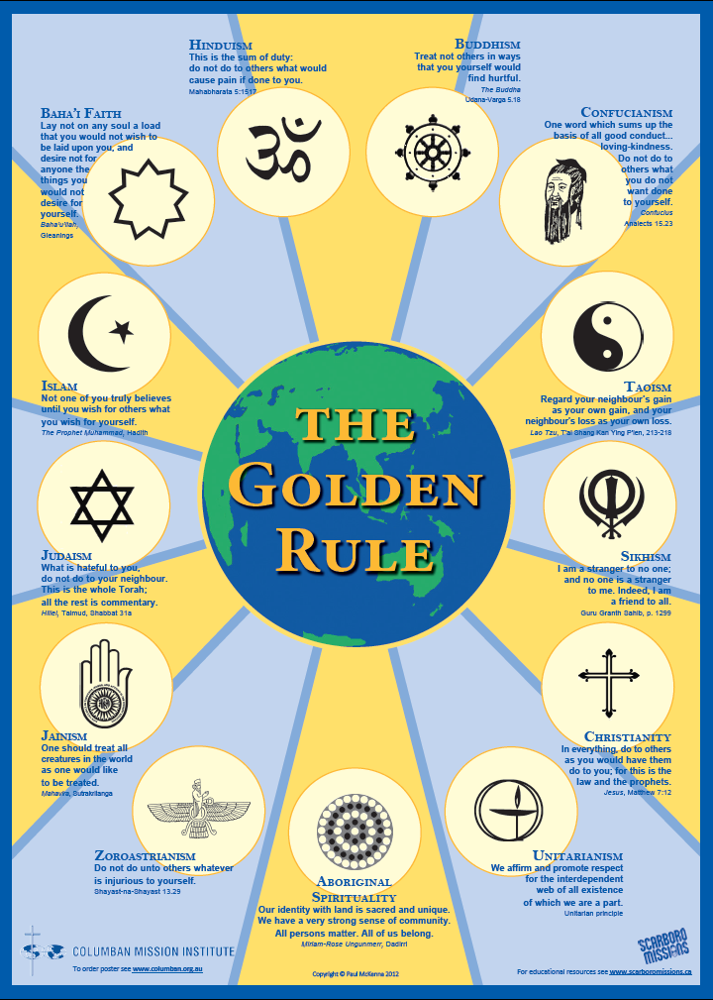 HINDUISM
This is the sum of duty:
do not do to others what would
cause pain if done to you.
Mahabharata 5:1517
BUDDHISM
Treat not others in ways
that you yourself would
find hurtful.
The Buddha
Udana-Varga 5.18
BAHA'I FAITH
Lay not on any soul a load
that you would not wish to
be laid upon you, and
desire not for
anyone the
things you
would not
desire for
yourself.
Baha'u'llah,
Gleanings
CONFUCIANISM
One word which sums up the
basis of all good conduct...
loving-kindness.
Do not do to
others what
you do not
want done
to yourself.
Confucius
Analects 15.23
ISLAM
Not one of you truly believes
until you wish for others what
you wish for yourself.
The Prophet Muhammad, Hadith
TAOISM
Regard your neighbour's gain
as your own gain, and your
neighbour's loss as your own loss.
Lao Tzu, T'ai Shang Kan Ying P'ien, 213-218
THE
GOLDEN
RULE
JUDAISM
What is hateful to you,
do not do to your neighbour.
This is the whole Torah;
all the rest is commentary.
Hillel, Talmud, Shabbat 31a
SIKHISM
I am a stranger to no one;
and no one is a stranger
to me. Indeed, I am
a friend to all.
Guru Granth Sahib, p. 1299
JAINISM
One should treat all
creatures in the world
as one would like
to be treated.
Mahavira, Sutrakritanga
CHRISTIANITY
In everything, do to others
as you would have them
do to you; for this is the
law and the prophets.
Jesus, Matthew 7:12
ZOROASTRIANISM
Do not do unto others whatever
is injurious to yourself.
Shayast-na-Shayast 13.29
ABORIGINAL
SPIRITUALITY
Our identity with land is sacred and unique.
We have a very strong sense of community.
All persons matter. All of us belong.
Miriam-Rose Ungunmerr, Dadirri
UNITARIANISM
We affirm and promote respect
for the interdependent
web of all existence
of which we are a part.
Unitarian principle
COLUMBAN MISSION INSTITUTE
To order poster see www.columban.org.au
Copyright © Paul McKenna 2012
SCARBORO
MISSIONS
For educational resources see www.scarboromissions.ca